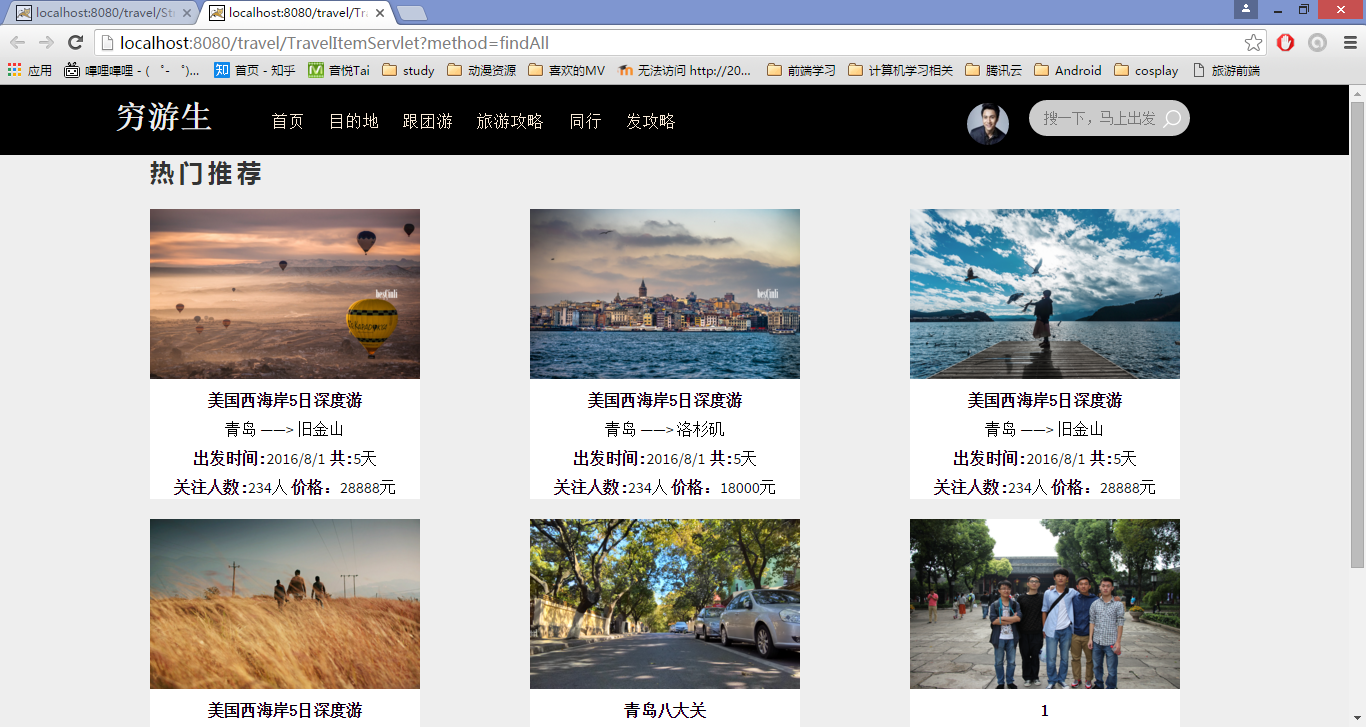 localhost:8080/travel/St
localhost:8080/travel/Tra
localhost:8080/travel/TravelItemServlet?method=findAll
应用 哔哩哔哩 - ( ゜- ゜)... 首页 - 知乎 音悦Tai study 动漫资源 喜欢的MV 无法访问 http://20... 前端学习 计算机学习相关 腾讯云 Android cosplay 旅游前端
穷游生 首页 目的地 跟团游 旅游攻略 同行 发攻略 搜一下，马上出发
热门推荐
美国西海岸5日深度游
青岛 ——> 旧金山
出发时间:2016/8/1 共:5天
关注人数:234人 价格：28888元
美国西海岸5日深度游
青岛 ——> 洛杉矶
出发时间:2016/8/1 共:5天
关注人数:234人 价格：18000元
美国西海岸5日深度游
青岛 ——> 旧金山
出发时间:2016/8/1 共:5天
关注人数:234人 价格：28888元
美国西海岸5日深度游
青岛八大关
1